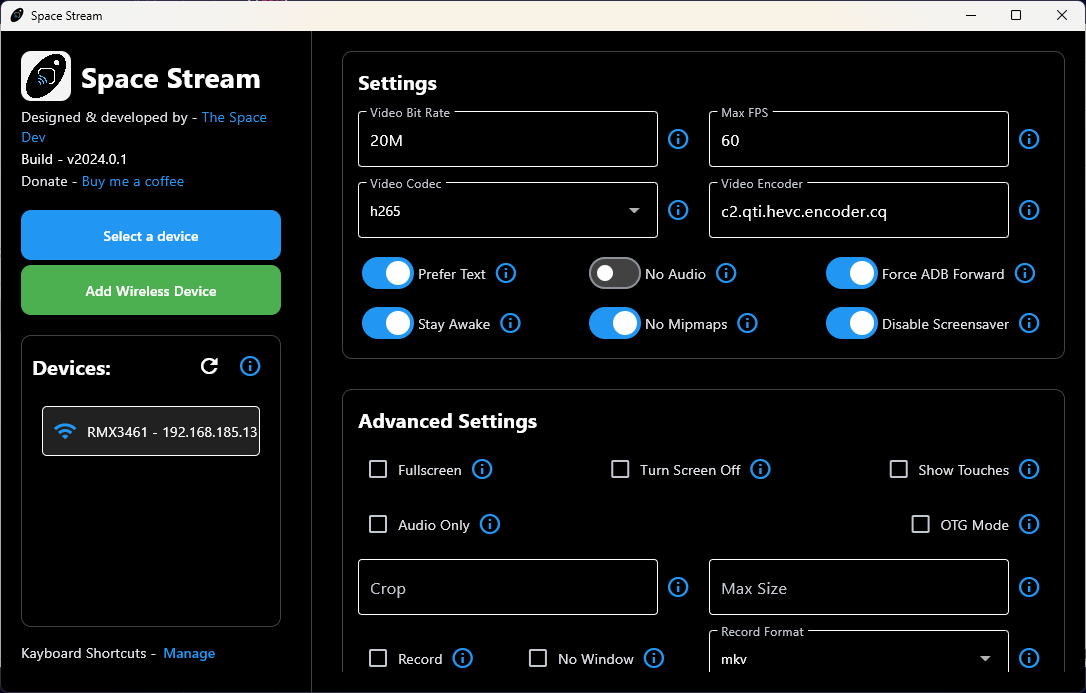 Space Stream
Space Stream
Designed & developed by - The Space
Dev
Build - v2024.0.1
Donate - Buy me a coffee
Select a device
Add Wireless Device
Devices:
RMX3461 - 192.168.185.13
Kayboard Shortcuts - Manage
Settings
Video Bit Rate
20M
Max FPS
60
Video Codec
h265
Video Encoder
c2.qti.hevc.encoder.cq
Prefer Text
No Audio
Force ADB Forward
Stay Awake
No Mipmaps
Disable Screensaver
Advanced Settings
Fullscreen
Turn Screen Off
Show Touches
Audio Only
OTG Mode
Crop
Max Size
Record
No Window
Record Format
mkv